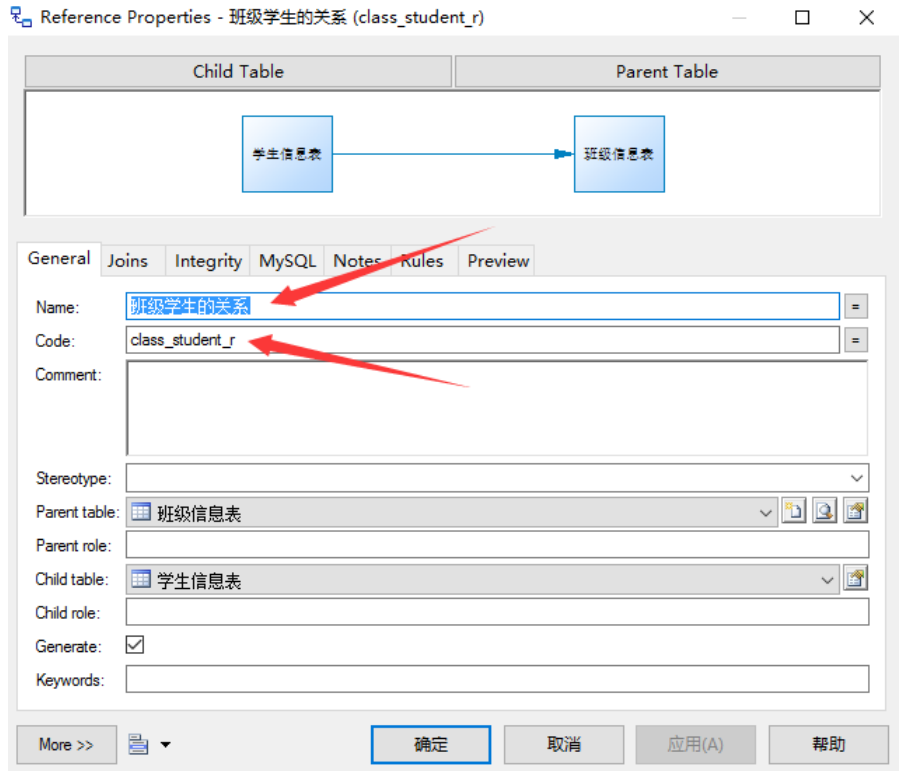 Reference Properties - 班级学生的关系 (class_student_r)
Child Table Parent Table
学生信息表 班级信息表
General Joins Integrity MySQL Notes Rules Preview
Name: 班级学生的关系 =
Code: class_student_r =
Comment:
Stereotype:
Parent table: 班级信息表
Parent role:
Child table: 学生信息表
Child role:
Generate:
Keywords:
More >> 确定 取消 应用(A) 帮助